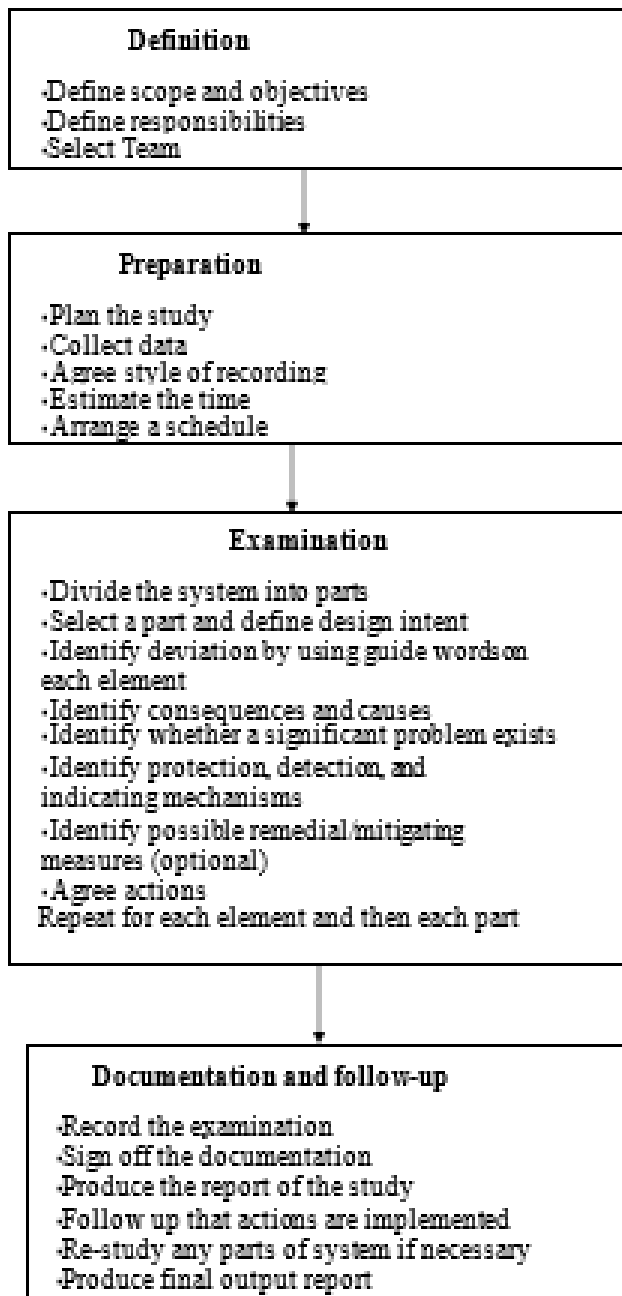 Definition
·Define scope and objectives
·Define responsibilities
·Select Team
Preparation
·Plan the study
·Collect data
·Agree style of recording
·Estimate the time
·Arrange a schedule
Examination
·Divide the system into parts
·Select a part and define design intent
·Identify deviation by using guide wordson
each element
·Identify consequences and causes
·Identify whether a significant problem exists
·Identify protection, detection, and
indicating mechanisms
·Identify possible remedial/mitigating
measures (optional)
·Agree actions
Repeat for each element and then each part
Documentation and follow-up
·Record the examination
·Sign off the documentation
·Produce the report of the study
·Follow up that actions are implemented
·Re-study any parts of system if necessary
·Produce final output report